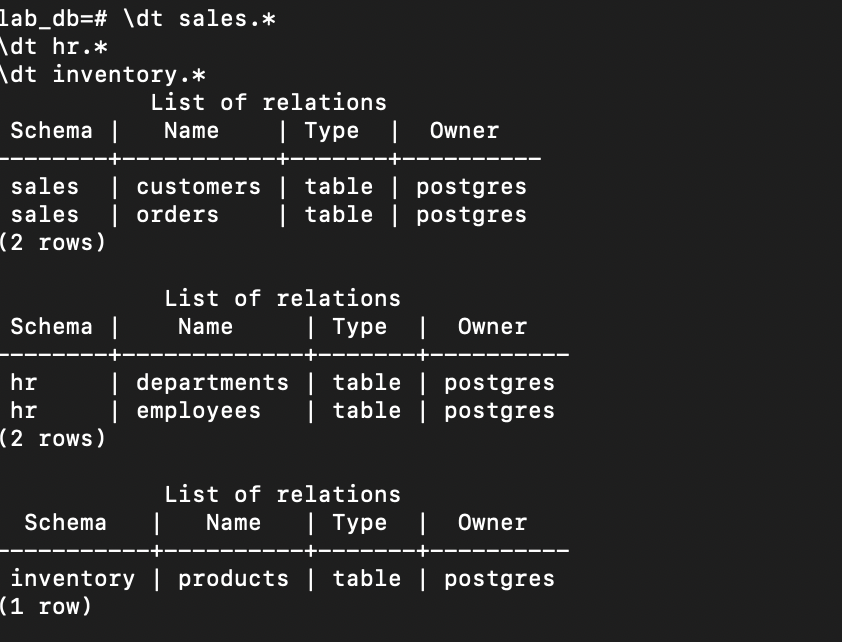 lab_db=# \dt sales.*
\dt hr.*
\dt inventory.*
           List of relations
 Schema |   Name    | Type  |  Owner
--------+-----------+-------+----------
 sales  | customers | table | postgres
 sales  | orders    | table | postgres
(2 rows)

            List of relations
 Schema |    Name     | Type  |  Owner
--------+-------------+-------+----------
 hr     | departments | table | postgres
 hr     | employees   | table | postgres
(2 rows)

            List of relations
  Schema   |   Name   | Type  |  Owner
-----------+----------+-------+----------
 inventory | products | table | postgres
(1 row)